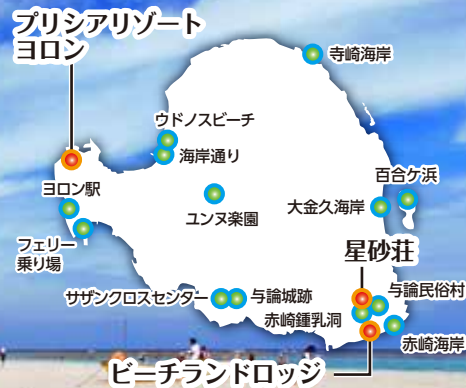 プリシアリゾート
ヨロン
寺崎海岸
ウドノスビーチ
海岸通り
百合ケ浜
ヨロン駅
ユンヌ楽園
大金久海岸
フェリー
乗り場
星砂荘
サザンクロスセンター
与論城跡
与論民俗村
赤崎鍾乳洞
赤崎海岸
ビーチランドロッジ